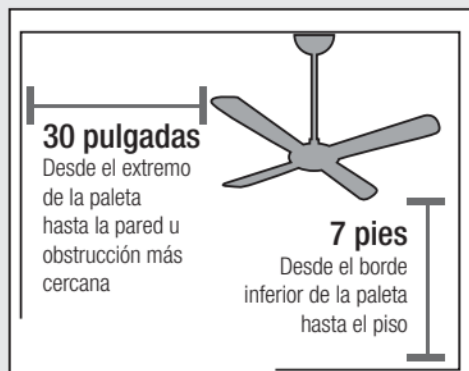 30 pulgadas
Desde el extremo
de la paleta
hasta la pared u
obstrucción más
cercana
7 pies
Desde el borde
inferior de la paleta
hasta el piso